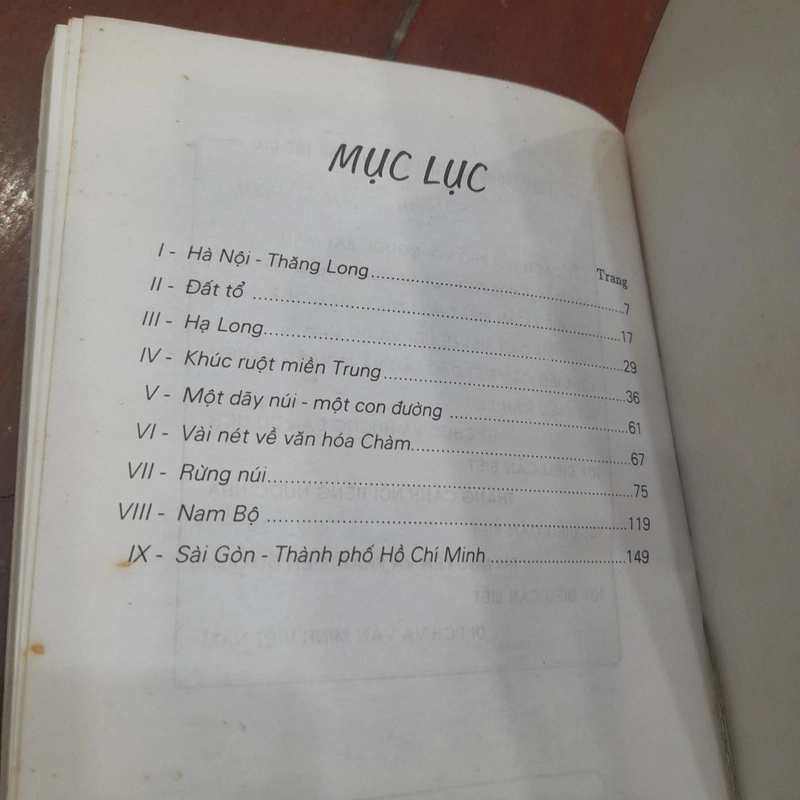 MỤC LỤC
Trang
I - Hà Nội - Thăng Long ........................................ 7
II - Đất tổ ........................................ 17
III - Hạ Long ........................................ 29
IV - Khúc ruột miền Trung ........................................ 36
V - Một dãy núi - một con đường ........................................ 61
VI - Vài nét về văn hóa Chàm ........................................ 67
VII - Rừng núi ........................................ 75
VIII - Nam Bộ ........................................ 119
IX - Sài Gòn - Thành phố Hồ Chí Minh ........................................ 149